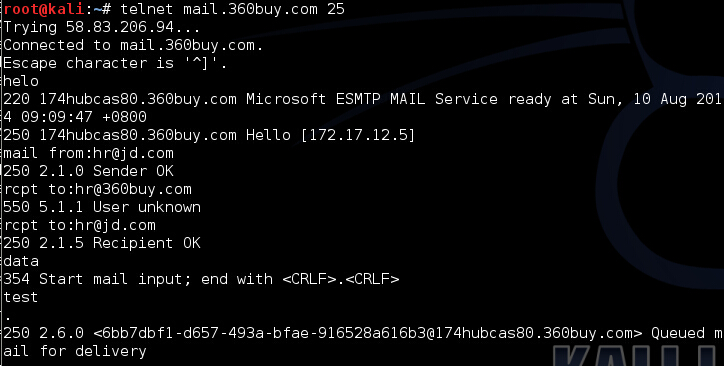 root@kali:~# telnet mail.360buy.com 25
Trying 58.83.206.94...
Connected to mail.360buy.com.
Escape character is '^]'.
helo
220 174hubcas80.360buy.com Microsoft ESMTP MAIL Service ready at Sun, 10 Aug 201
4 09:09:47 +0800
250 174hubcas80.360buy.com Hello [172.17.12.5]
mail from:hr@jd.com
250 2.1.0 Sender OK
rcpt to:hr@360buy.com
550 5.1.1 User unknown
rcpt to:hr@jd.com
250 2.1.5 Recipient OK
data
354 Start mail input; end with <CRLF>.<CRLF>
test
.
250 2.6.0 <6bb7dbf1-d657-493a-bfae-916528a616b3@174hubcas80.360buy.com> Queued m
ail for delivery